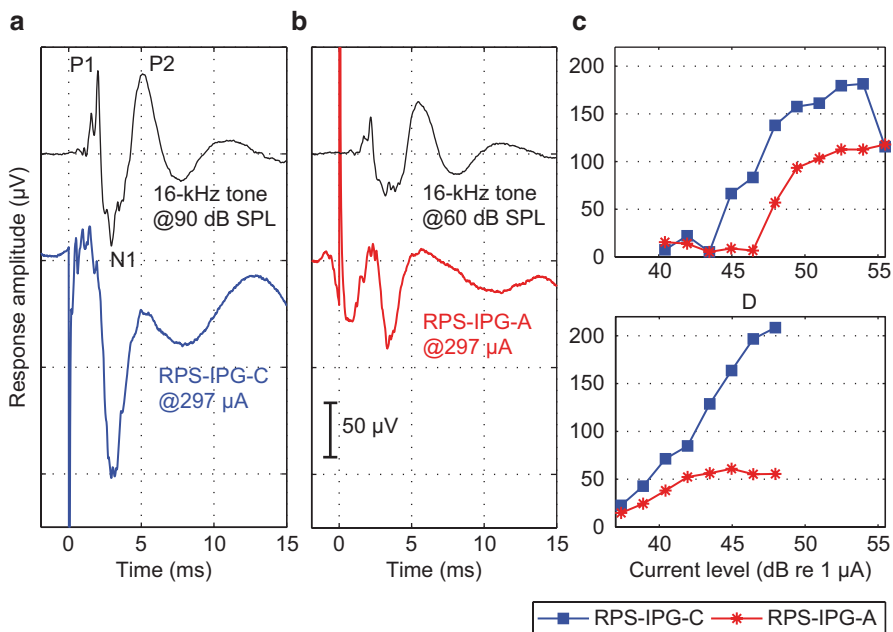 a
b
c
P1
P2
N1
16-kHz tone
@90 dB SPL
RPS-IPG-C
@297 µA
16-kHz tone
@60 dB SPL
RPS-IPG-A
@297 µA
50 µV
Response amplitude (µV)
0
5
10
15
Time (ms)
0
5
10
15
Time (ms)
200
150
100
50
0
40
45
50
55
D
200
150
100
50
0
40
45
50
55
Current level (dB re 1 µA)
RPS-IPG-C
RPS-IPG-A